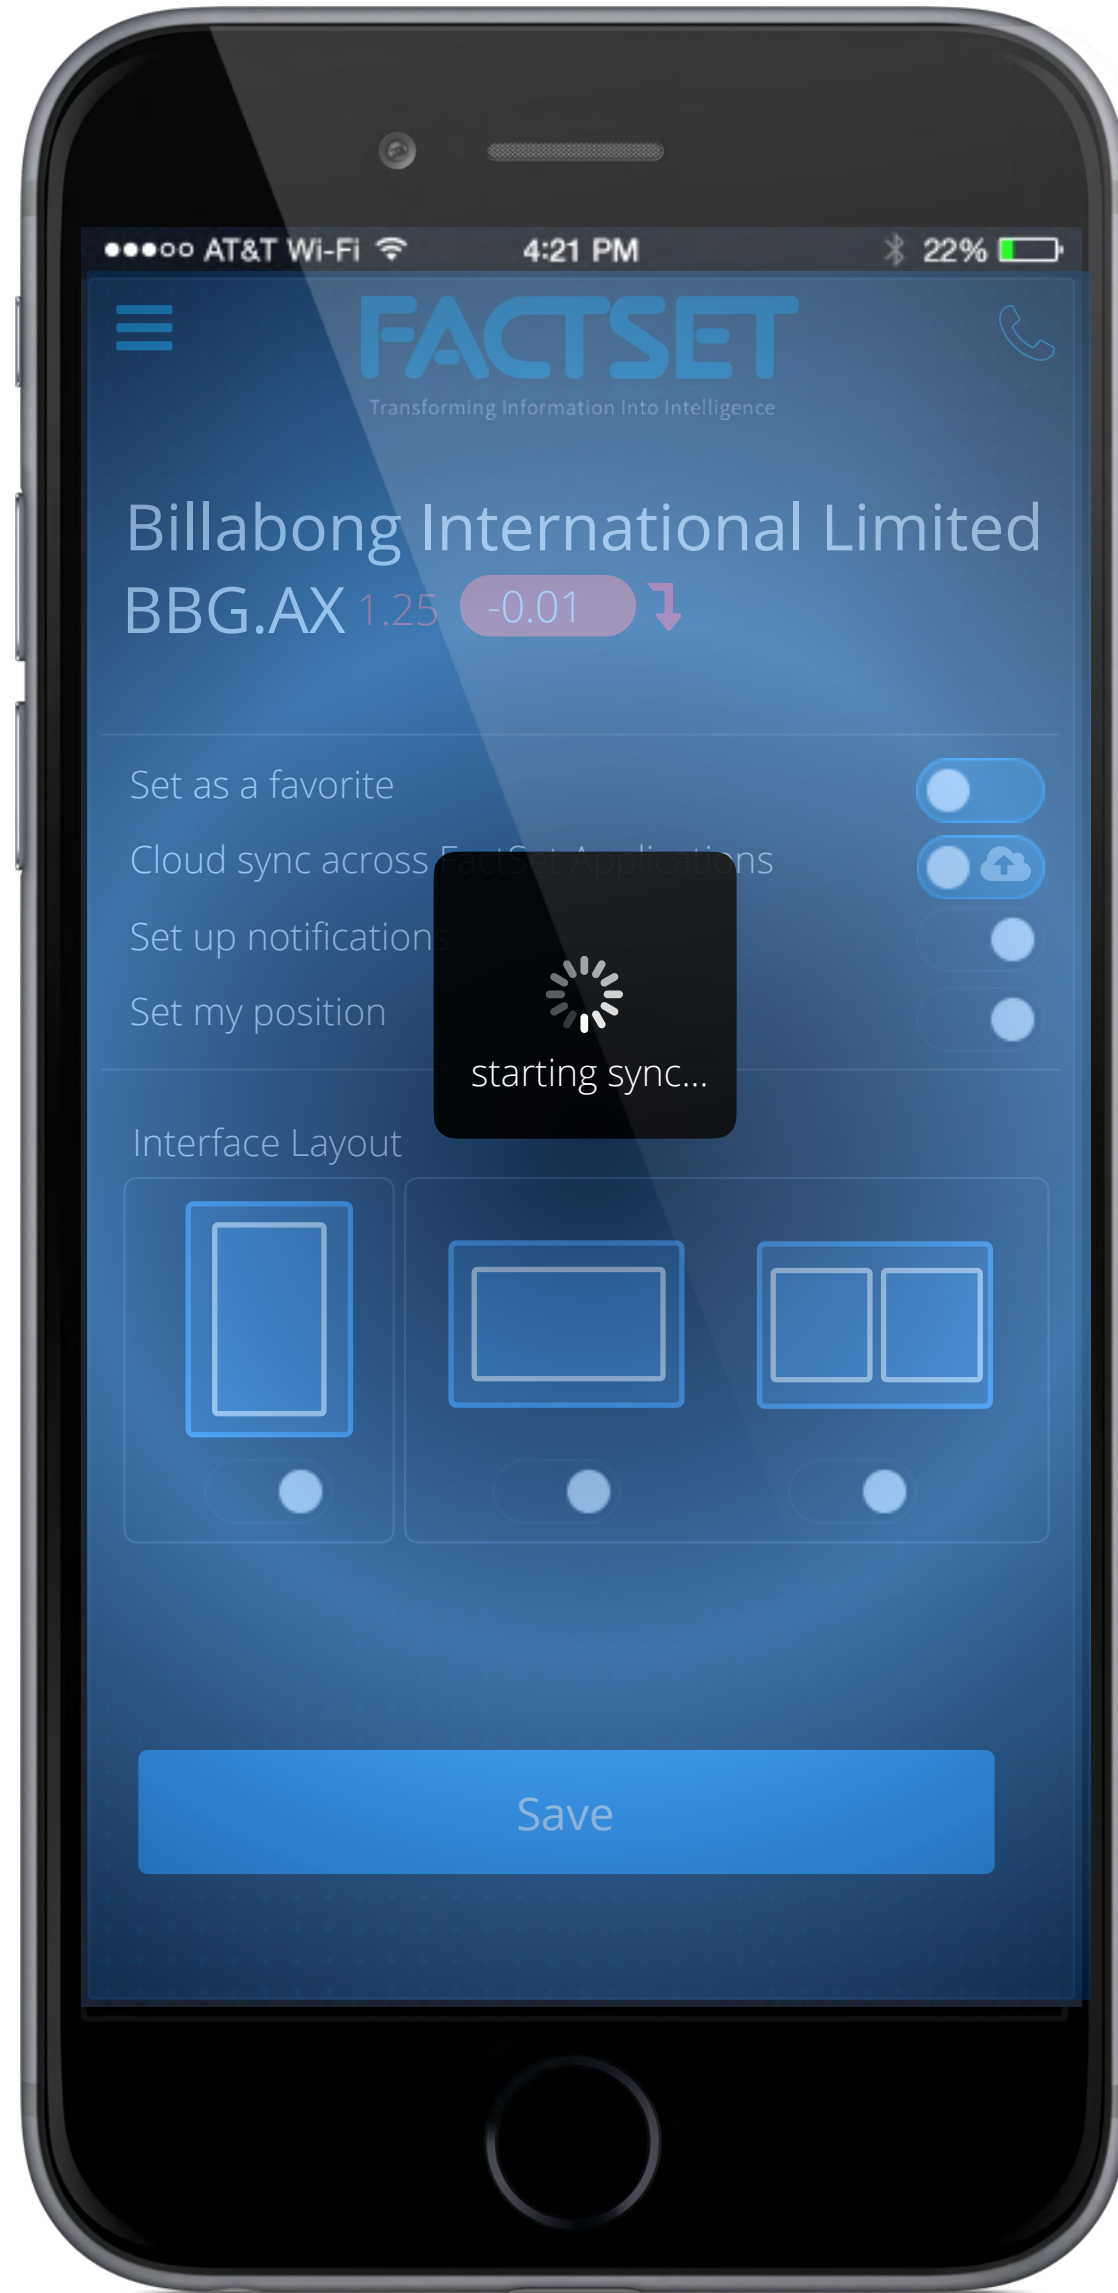 AT&T Wi-Fi 4:21 PM 22%
FACTSET
Transforming Information Into Intelligence
Billabong International Limited
BBG.AX 1.25 -0.01
Set as a favorite
Cloud sync across FactSet Applications
Set up notifications
Set my position
starting sync...
Interface Layout
Save